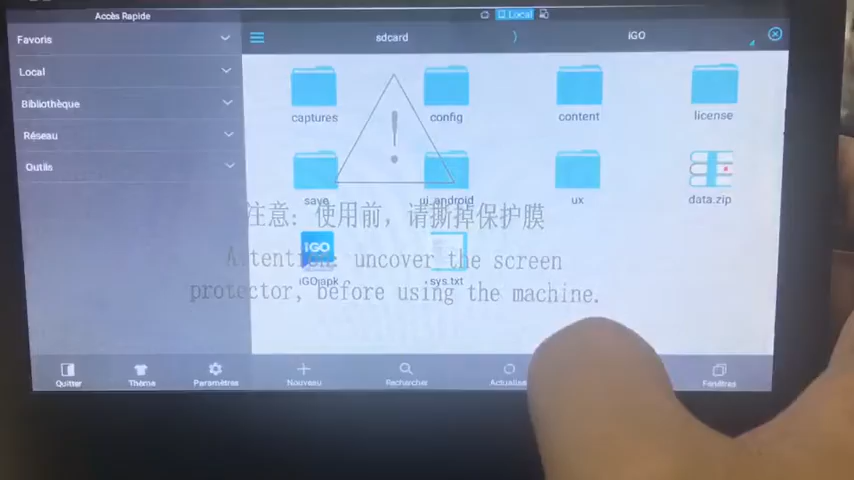 Accès Rapide
Local
Favoris
sdcard
iGO
Local
Bibliothèque
Réseau
Outils
captures
config
content
license
save
ui_android
ux
data.zip
注意：使用前，请撕掉保护膜
Attention: uncover the screen
protector, before using the machine.
iGO
iGO.apk
sys.txt
Quitter
Thème
Paramètres
Nouveau
Rechercher
Actualise
Fenêtres